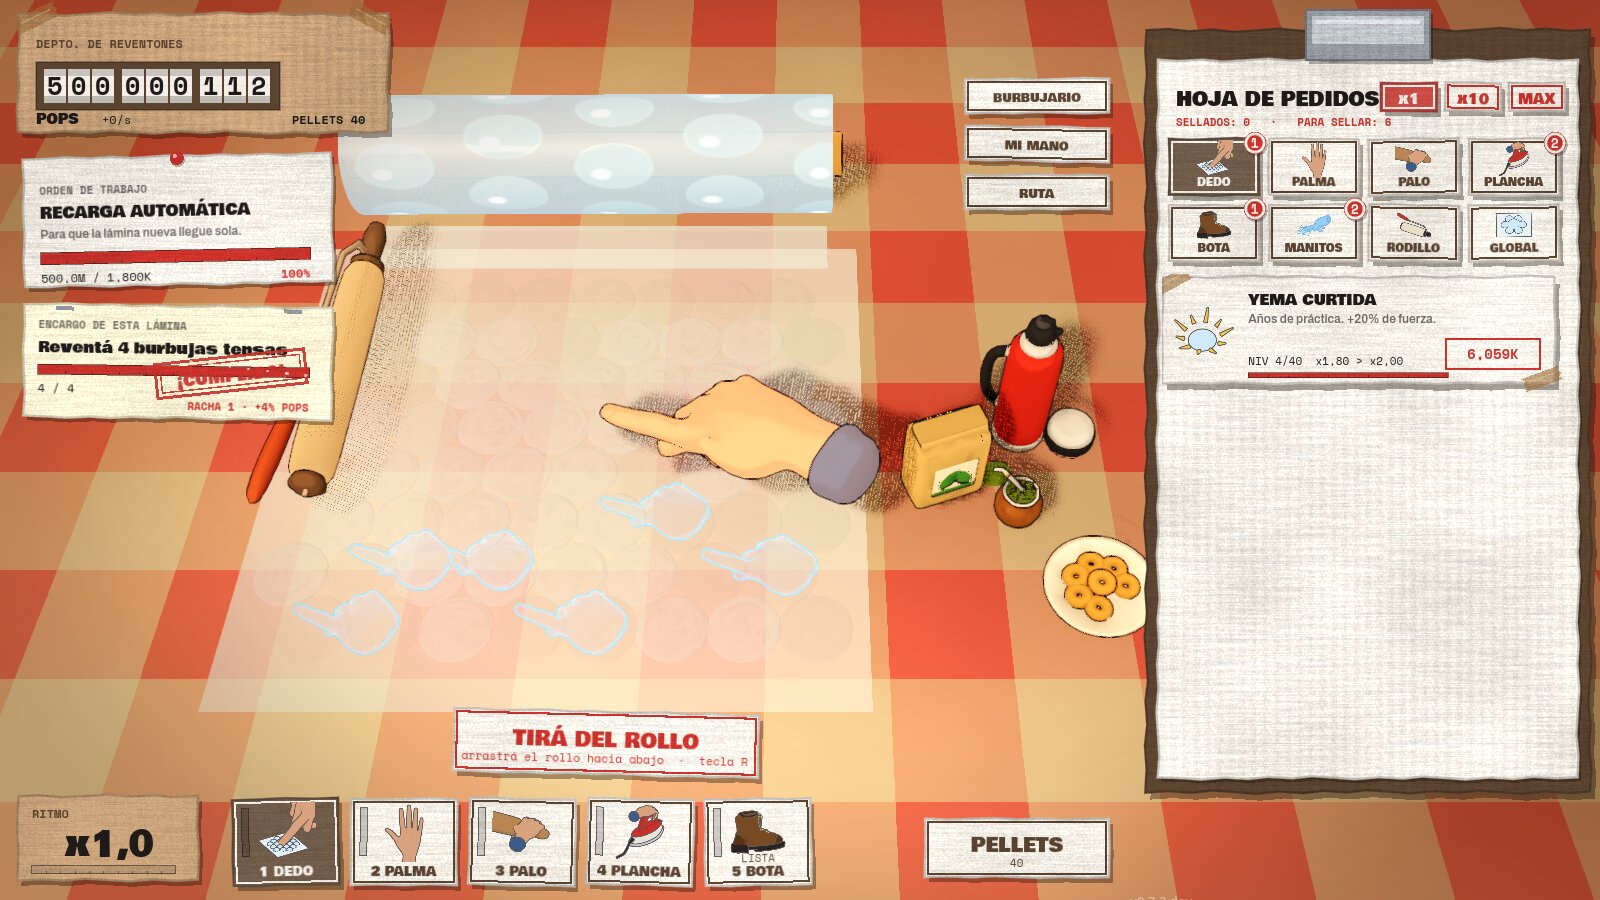 DEPTO. DE REVENTONES
500 000 112
POPS +0/s PELLETS 40
ORDEN DE TRABAJO
RECARGA AUTOMÁTICA
Para que la lámina nueva llegue sola.
500.0M / 1.800K 100%
ENCARGO DE ESTA LÁMINA
Reventá 4 burbujas tensas
4 / 4
RACHA 1 · +4% POPS
BURBUJARIO
MI MANO
RUTA
HOJA DE PEDIDOS x1 x10 MAX
SELLADOS: 0 · PARA SELLAR: 6
1 2
DEDO PALMA PALO PLANCHA
1 2
BOTA MANITOS RODILLO GLOBAL
YEMA CURTIDA
Años de práctica. +20% de fuerza.
NIV 4/40 x1,80 > x2,00 6.059K
TIRÁ DEL ROLLO
arrastrá el rollo hacia abajo · tecla R
RITMO
x1,0
1 DEDO 2 PALMA 3 PALO 4 PLANCHA
LISTA
5 BOTA
PELLETS
40